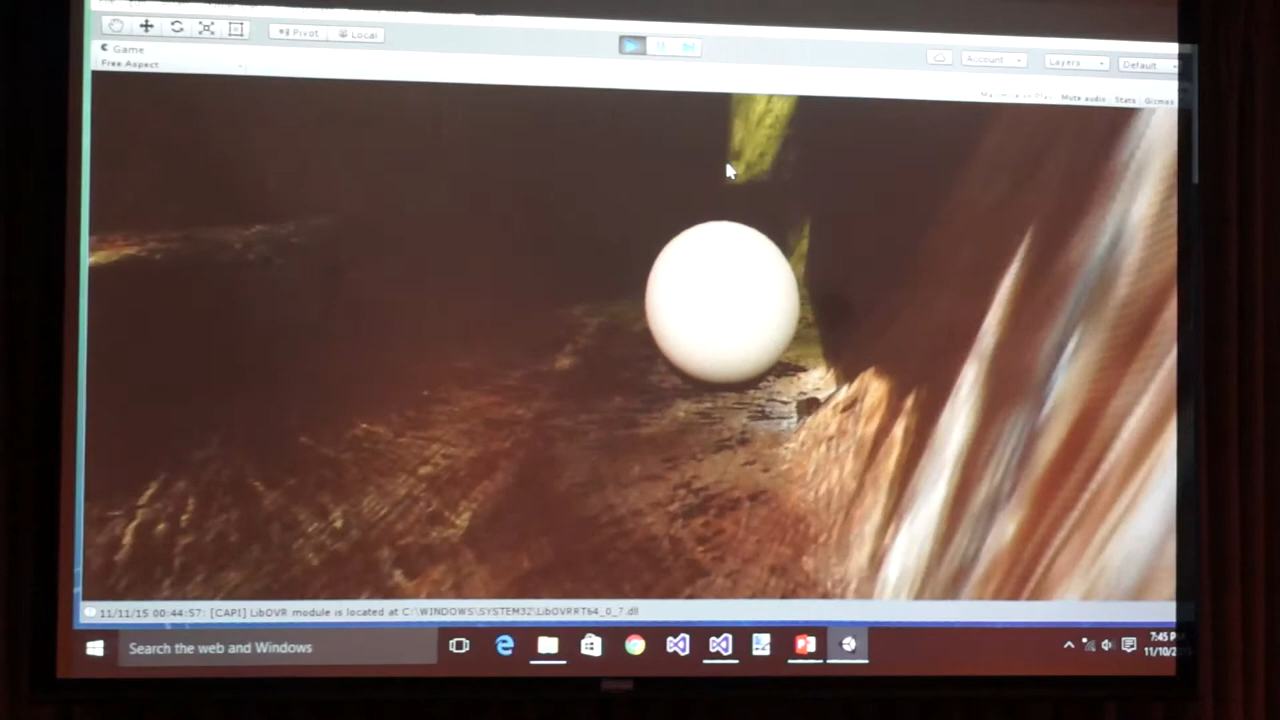 Pivot Local
Game
Account Layers Default
Free Aspect
Mute audio Stats Gizmos
11/11/15 00:44:57: [CAPI] LibOVR module is located at C:\WINDOWS\SYSTEM32\LibOVRRT64_0_7.dll
Search the web and Windows
7:45 P
11/10/